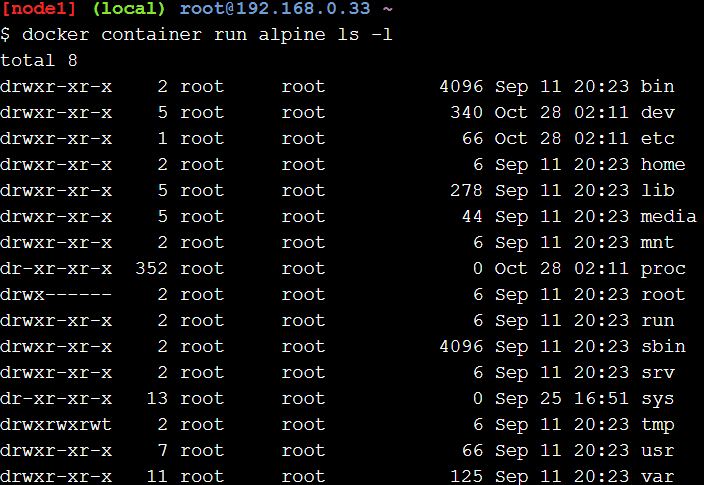 [node1] (local) root@192.168.0.33 ~
$ docker container run alpine ls -l
total 8
drwxr-xr-x    2 root     root          4096 Sep 11 20:23 bin
drwxr-xr-x    5 root     root           340 Oct 28 02:11 dev
drwxr-xr-x    1 root     root            66 Oct 28 02:11 etc
drwxr-xr-x    2 root     root             6 Sep 11 20:23 home
drwxr-xr-x    5 root     root           278 Sep 11 20:23 lib
drwxr-xr-x    5 root     root            44 Sep 11 20:23 media
drwxr-xr-x    2 root     root             6 Sep 11 20:23 mnt
dr-xr-xr-x  352 root     root             0 Oct 28 02:11 proc
drwx------    2 root     root             6 Sep 11 20:23 root
drwxr-xr-x    2 root     root             6 Sep 11 20:23 run
drwxr-xr-x    2 root     root          4096 Sep 11 20:23 sbin
drwxr-xr-x    2 root     root             6 Sep 11 20:23 srv
dr-xr-xr-x   13 root     root             0 Sep 25 16:51 sys
drwxrwxrwt    2 root     root             6 Sep 11 20:23 tmp
drwxr-xr-x    7 root     root            66 Sep 11 20:23 usr
drwxr-xr-x   11 root     root           125 Sep 11 20:23 var